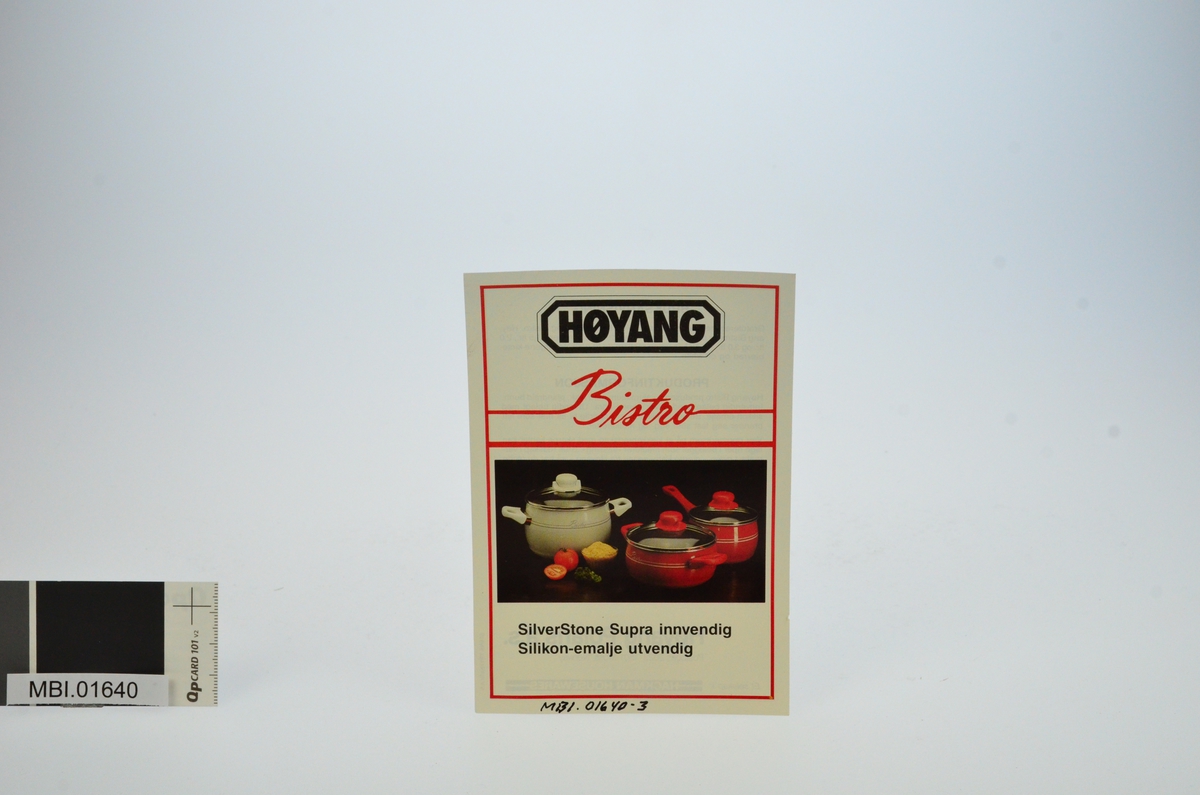 HØYANG
Bistro
SilverStone Supra innvendig
Silikon-emalje utvendig
MBI.01640-3
MBI.01640
QPCARD 101 v2